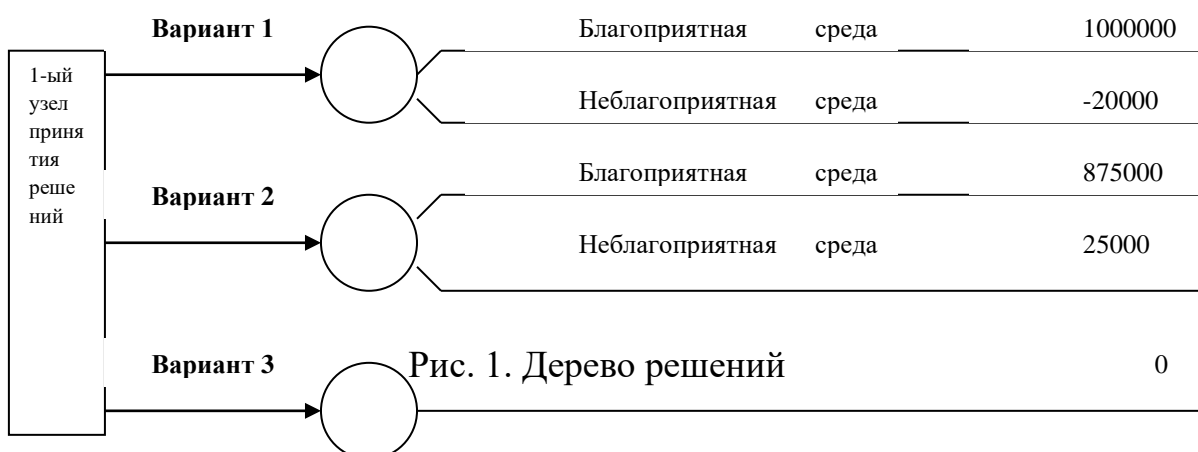 Вариант 1
Благоприятная среда 1000000
1-ый
узел
приня
тия
реше
ний
Неблагоприятная среда -20000
Вариант 2
Благоприятная среда 875000
Неблагоприятная среда 25000
Вариант 3
Рис. 1. Дерево решений
0